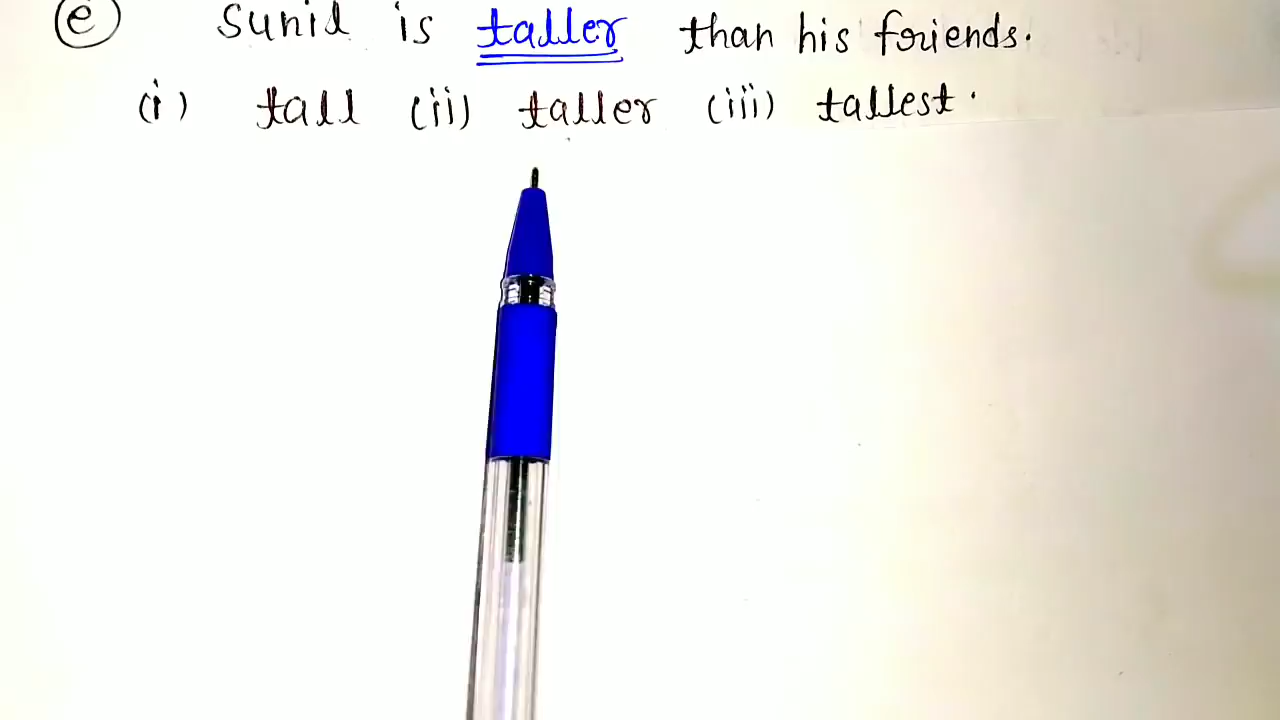 (e) Sunil is taller than his friends.
(i) tall (ii) taller (iii) tallest.